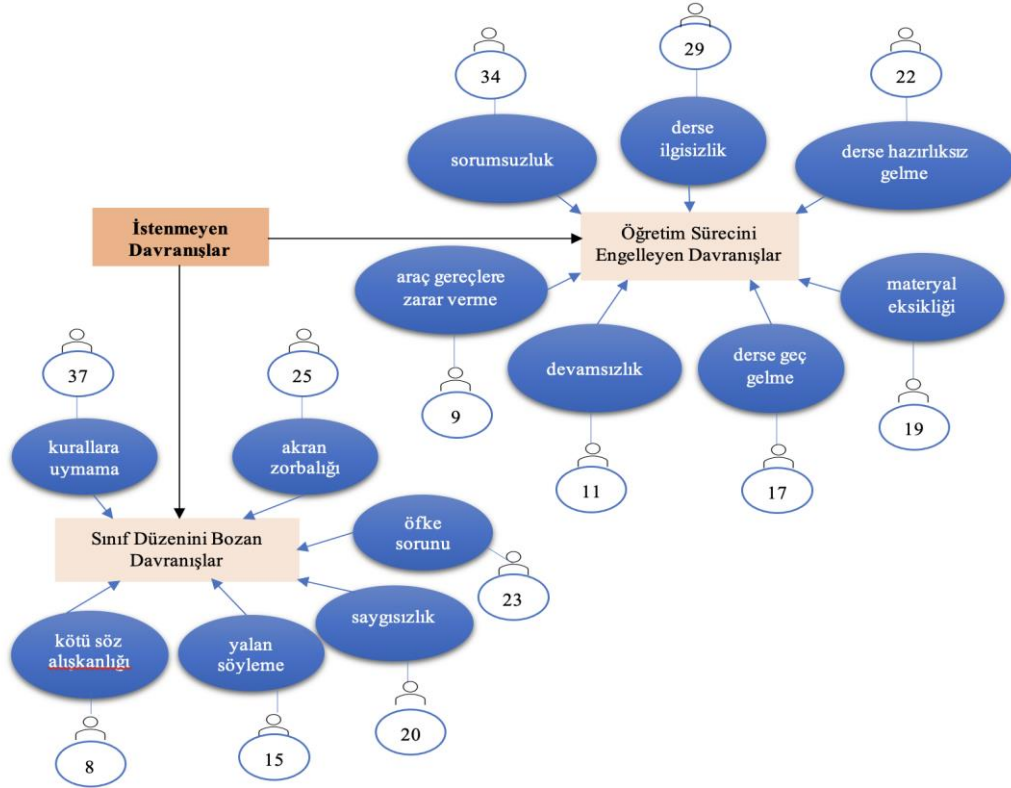 34
29
22
sorumsuzluk
derse
ilgisizlik
derse hazırlıksız
gelme
İstenmeyen
Davranışlar
Öğretim Sürecini
Engelleyen Davranışlar
araç gereçlere
zarar verme
materyal
eksikliği
devamsızlık
derse geç
gelme
9
19
11
17
37
25
kurallara
uymama
akran
zorbalığı
Sınıf Düzenini Bozan
Davranışlar
öfke
sorunu
23
kötü söz
alışkanlığı
yalan
söyleme
saygısızlık
8
15
20